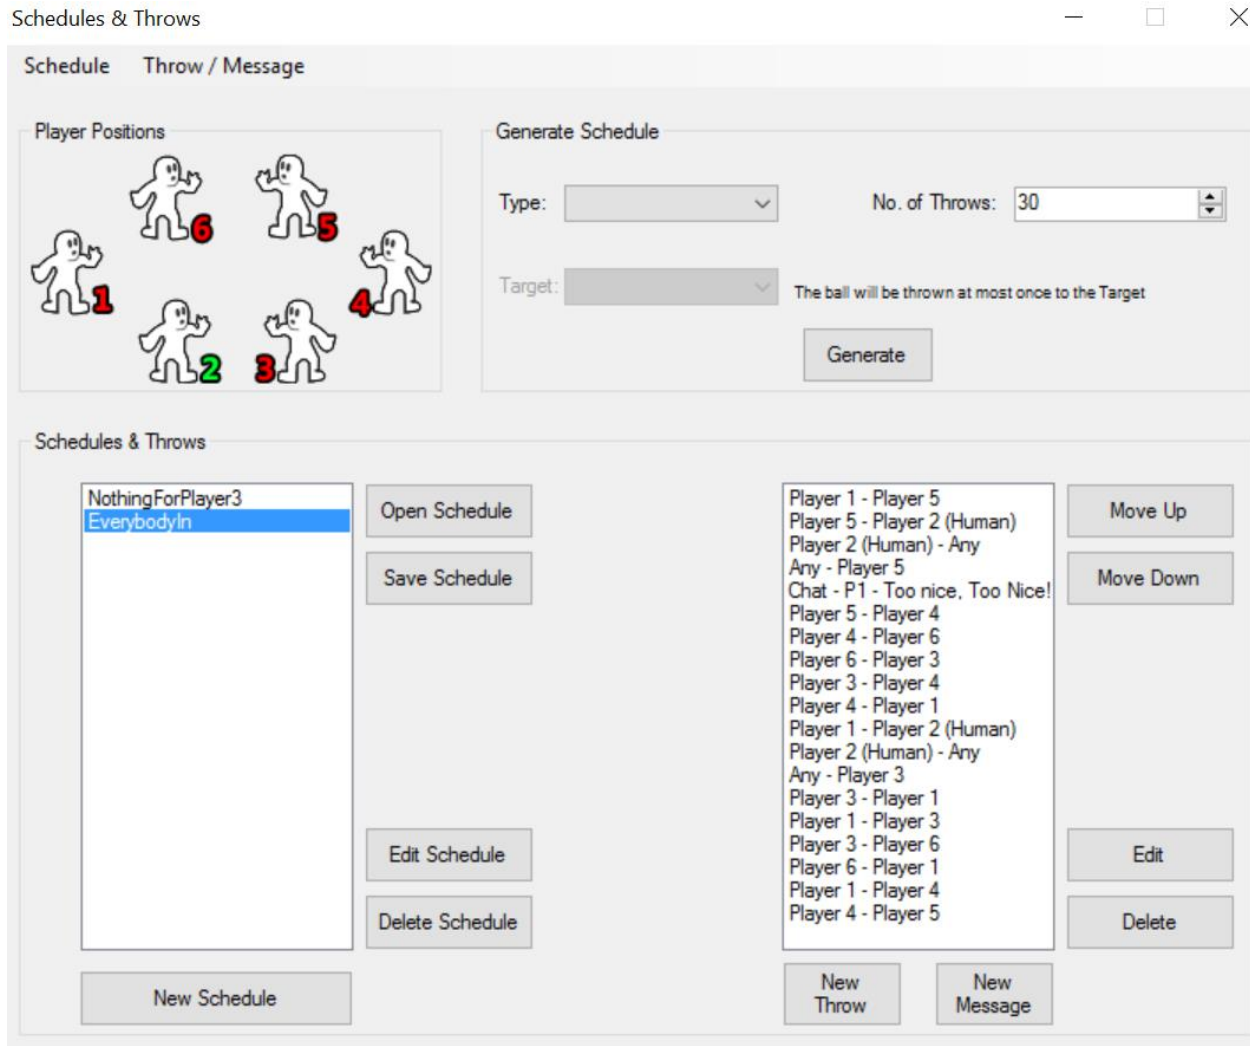 Schedules & Throws
Schedule Throw / Message
Player Positions
6 5
1 4
2 3
Generate Schedule
Type: No. of Throws: 30
Target: The ball will be thrown at most once to the Target
Generate
Schedules & Throws
NothingForPlayer3
EverybodyIn
Open Schedule
Save Schedule
Edit Schedule
Delete Schedule
New Schedule
Player 1 - Player 5
Player 5 - Player 2 (Human)
Player 2 (Human) - Any
Any - Player 5
Chat - P1 - Too nice, Too Nice!
Player 5 - Player 4
Player 4 - Player 6
Player 6 - Player 3
Player 3 - Player 4
Player 4 - Player 1
Player 1 - Player 2 (Human)
Player 2 (Human) - Any
Any - Player 3
Player 3 - Player 1
Player 1 - Player 3
Player 3 - Player 6
Player 6 - Player 1
Player 1 - Player 4
Player 4 - Player 5
Move Up
Move Down
Edit
Delete
New
Throw
New
Message